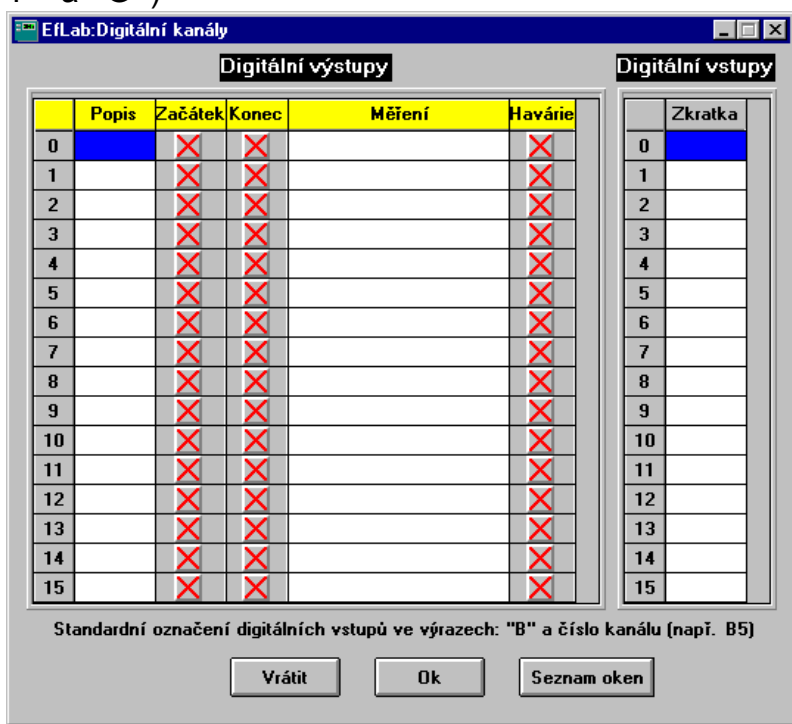 EfLab:Digitální kanály
Digitální výstupy
Digitální vstupy
Popis Začátek Konec Měření Havárie
Zkratka
0 0
1 1
2 2
3 3
4 4
5 5
6 6
7 7
8 8
9 9
10 10
11 11
12 12
13 13
14 14
15 15
Standardní označení digitálních vstupů ve výrazech: "B" a číslo kanálu (např. B5)
Vrátit Ok Seznam oken